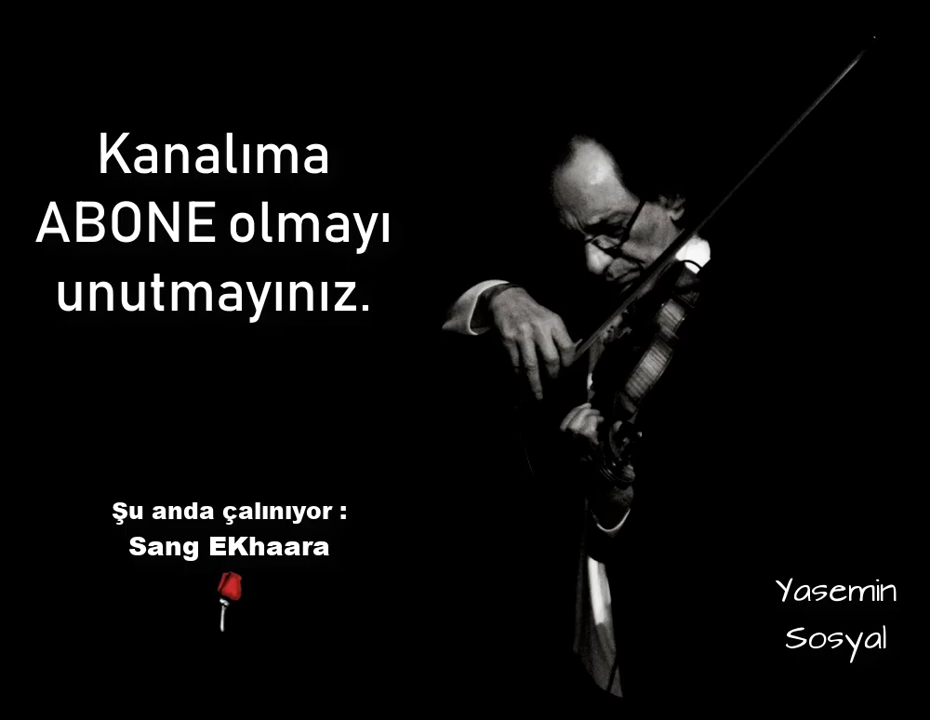 Kanalıma
ABONE olmayı
unutmayınız.
Şu anda çalınıyor :
Sang EKhaara
Yasemin
Sosyal